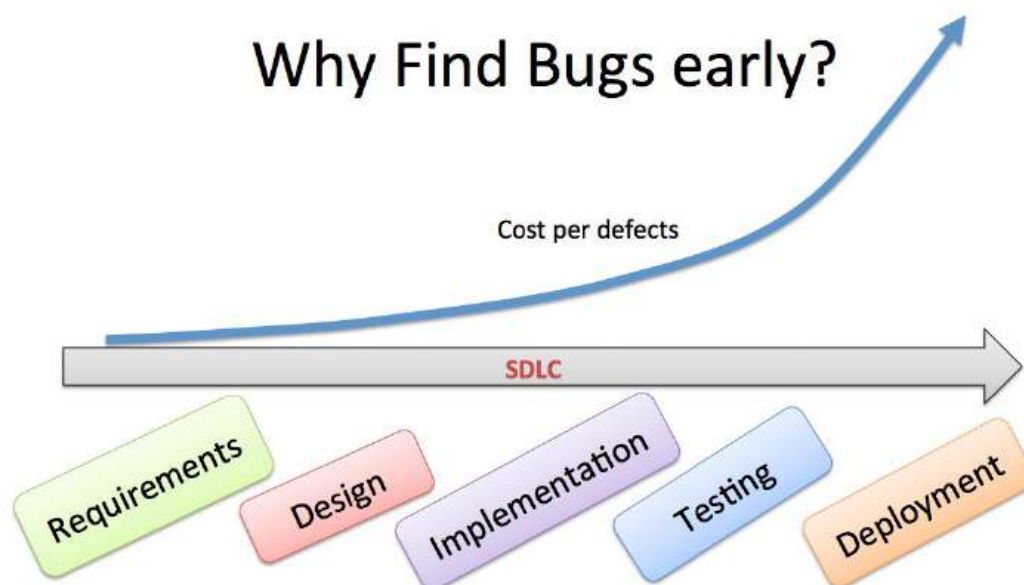 Why Find Bugs early?
Cost per defects
SDLC
Requirements
Design
Implementation
Testing
Deployment